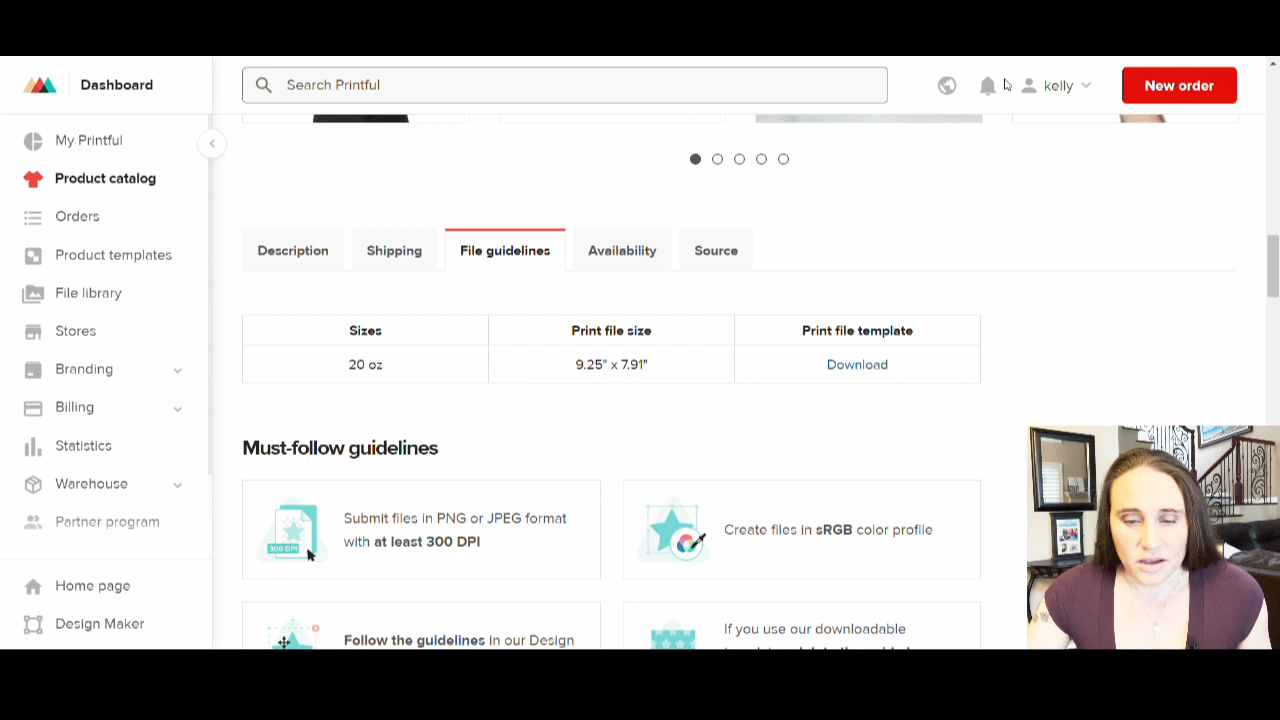 Dashboard
Search Printful
kelly
New order
My Printful
Product catalog
Orders
Product templates
File library
Stores
Branding
Billing
Statistics
Warehouse
Partner program
Home page
Design Maker
Description
Shipping
File guidelines
Availability
Source
Sizes
Print file size
Print file template
20 oz
9.25" x 7.91"
Download
Must-follow guidelines
300 DPI
Submit files in PNG or JPEG format
with at least 300 DPI
Create files in sRGB color profile
Follow the guidelines in our Design
If you use our downloadable